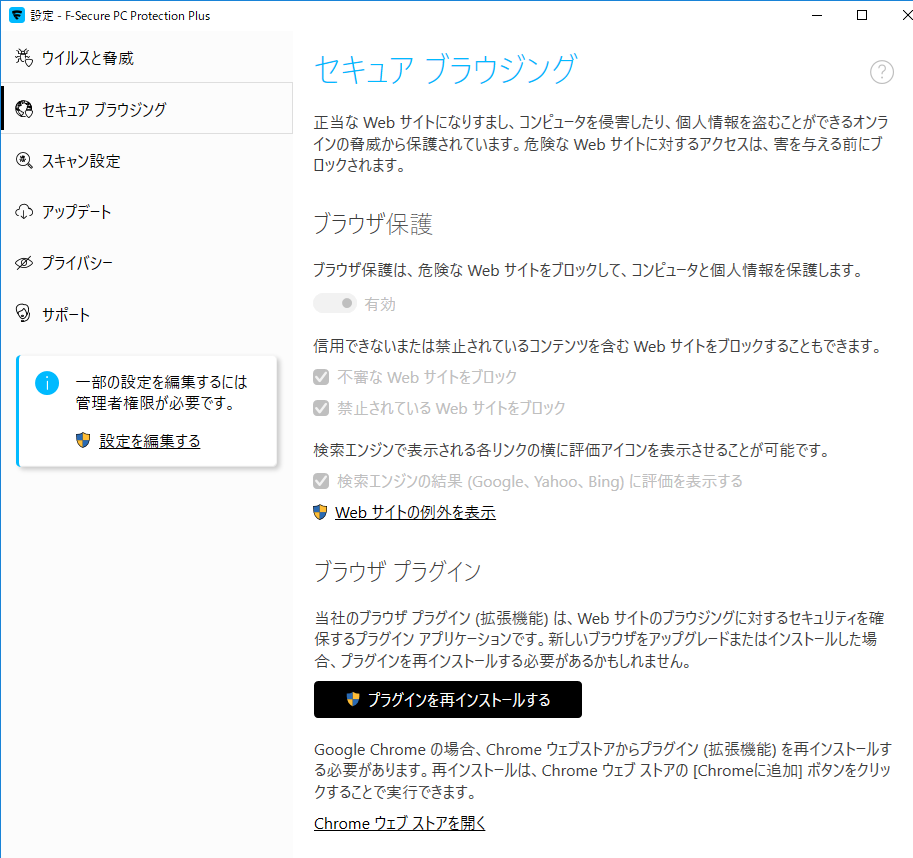 設定 - F-Secure PC Protection Plus
ウイルスと脅威
セキュア ブラウジング
スキャン設定
アップデート
プライバシー
サポート
一部の設定を編集するには
管理者権限が必要です。
設定を編集する
セキュア ブラウジング
?
正当な Web サイトになりすまし、コンピュータを侵害したり、個人情報を盗むことができるオンラ
インの脅威から保護されています。危険な Web サイトに対するアクセスは、害を与える前にブ
ロックされます。
ブラウザ保護
ブラウザ保護は、危険な Web サイトをブロックして、コンピュータと個人情報を保護します。
有効
信用できないまたは禁止されているコンテンツを含む Web サイトをブロックすることもできます。
不審な Web サイトをブロック
禁止されている Web サイトをブロック
検索エンジンで表示される各リンクの横に評価アイコンを表示させることが可能です。
検索エンジンの結果 (Google、Yahoo、Bing) に評価を表示する
Web サイトの例外を表示
ブラウザ プラグイン
当社のブラウザ プラグイン (拡張機能) は、Web サイトのブラウジングに対するセキュリティを確
保するプラグイン アプリケーションです。新しいブラウザをアップグレードまたはインストールした場
合、プラグインを再インストールする必要があるかもしれません。
プラグインを再インストールする
Google Chrome の場合、Chrome ウェブストアからプラグイン (拡張機能) を再インストールす
る必要があります。再インストールは、Chrome ウェブ ストアの [Chromeに追加] ボタンをクリッ
クすることで実行できます。
Chrome ウェブ ストアを開く